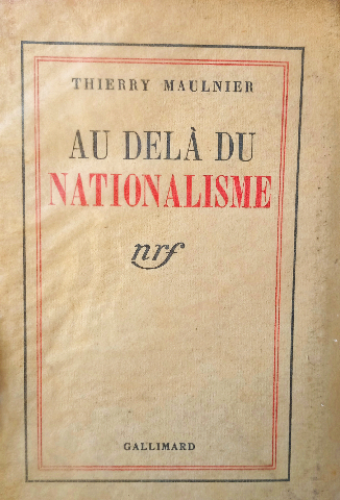 THIERRY MAULNIER
AU DELÀ DU
NATIONALISME
nrf
GALLIMARD